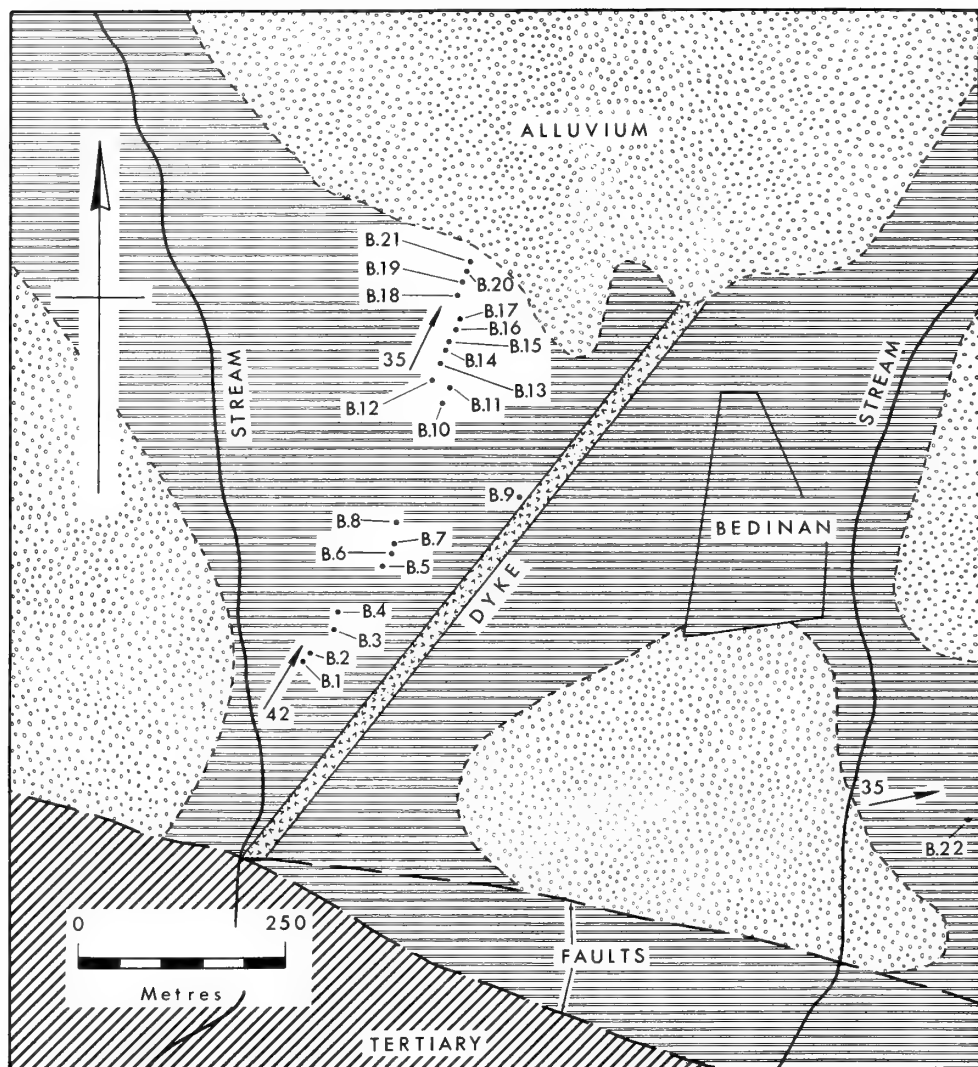 ALLUVIUM
B.21
B.19
B.20
B.18
B.17
B.16
B.15
35
B.14
B.13
B.12
B.11
B.10
STREAM
STREAM
B.9
B.8
B.7
BEDINAN
B.6
B.5
DYKE
B.4
B.3
B.2
B.1
42
35
B.22
0 250
FAULTS
Metres
TERTIARY